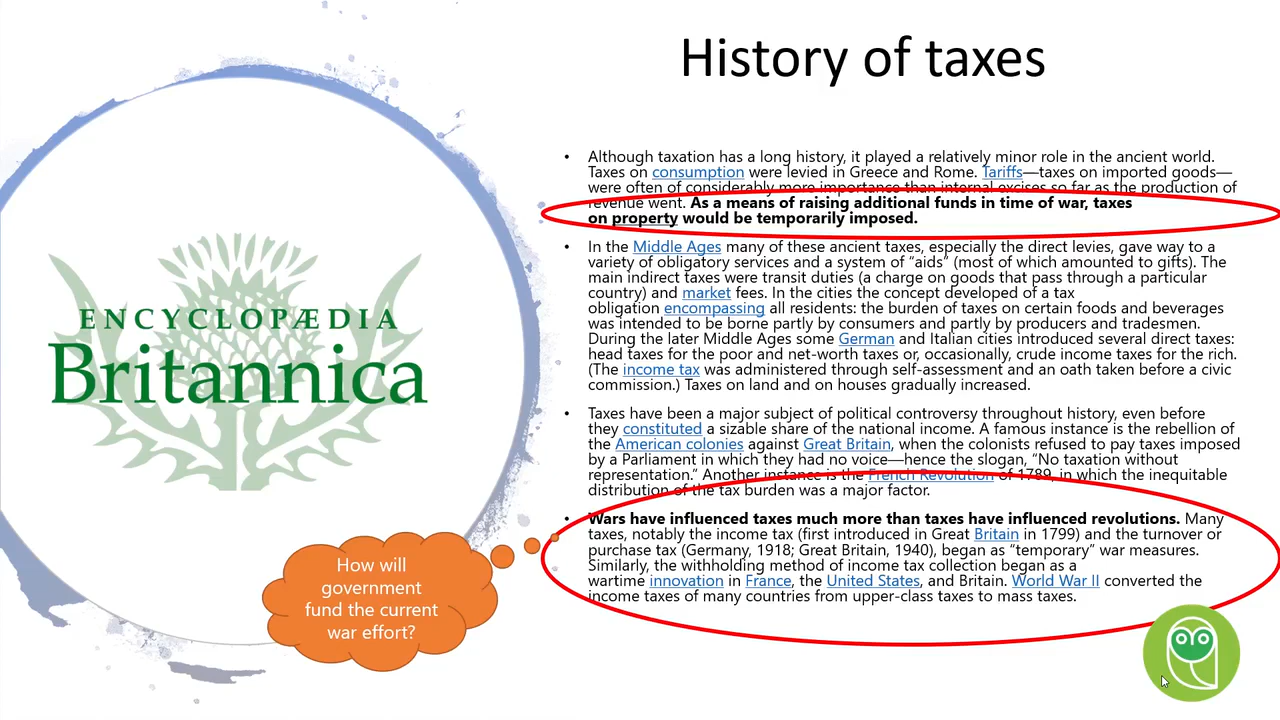 History of taxes
• Although taxation has a long history, it played a relatively minor role in the ancient world.
Taxes on consumption were levied in Greece and Rome. Tariffs—taxes on imported goods—
were often of considerably more importance than internal excises so far as the production of
revenue went. As a means of raising additional funds in time of war, taxes
on property would be temporarily imposed.
• In the Middle Ages many of these ancient taxes, especially the direct levies, gave way to a
variety of obligatory services and a system of “aids” (most of which amounted to gifts). The
main indirect taxes were transit duties (a charge on goods that pass through a particular
country) and market fees. In the cities the concept developed of a tax
obligation encompassing all residents: the burden of taxes on certain foods and beverages
was intended to be borne partly by consumers and partly by producers and tradesmen.
During the later Middle Ages some German and Italian cities introduced several direct taxes:
head taxes for the poor and net-worth taxes or, occasionally, crude income taxes for the rich.
(The income tax was administered through self-assessment and an oath taken before a civic
commission.) Taxes on land and on houses gradually increased.
• Taxes have been a major subject of political controversy throughout history, even before
they constituted a sizable share of the national income. A famous instance is the rebellion of
the American colonies against Great Britain, when the colonists refused to pay taxes imposed
by a Parliament in which they had no voice—hence the slogan, “No taxation without
representation.” Another instance is the French Revolution of 1789, in which the inequitable
distribution of the tax burden was a major factor.
• Wars have influenced taxes much more than taxes have influenced revolutions. Many
taxes, notably the income tax (first introduced in Great Britain in 1799) and the turnover or
purchase tax (Germany, 1918; Great Britain, 1940), began as “temporary” war measures.
Similarly, the withholding method of income tax collection began as a
wartime innovation in France, the United States, and Britain. World War II converted the
income taxes of many countries from upper-class taxes to mass taxes.
ENCYCLOPÆDIA
Britannica
How will
government
fund the current
war effort?